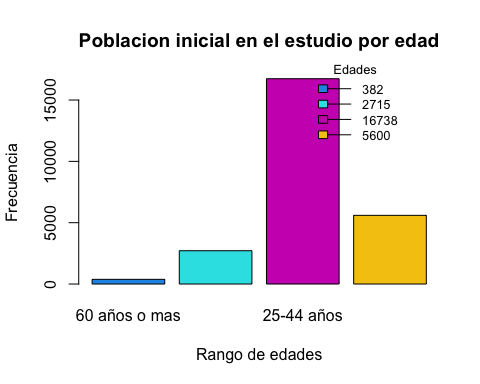 Poblacion inicial en el estudio por edad
Edades
382
2715
16738
5600
Frecuencia
15000
10000
5000
0
60 años o mas
25-44 años
Rango de edades